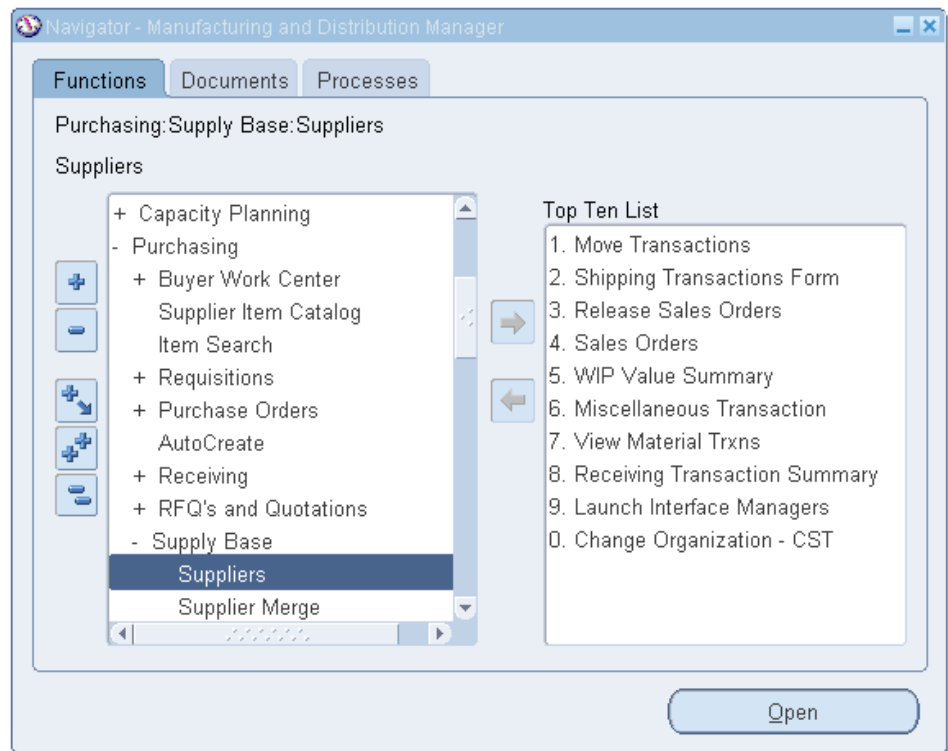 Navigator - Manufacturing and Distribution Manager
Functions Documents Processes
Purchasing:Supply Base:Suppliers
Suppliers
+ Capacity Planning
- Purchasing
+ Buyer Work Center
Supplier Item Catalog
Item Search
+ Requisitions
+ Purchase Orders
AutoCreate
+ Receiving
+ RFQ's and Quotations
- Supply Base
Suppliers
Supplier Merge
Top Ten List
1. Move Transactions
2. Shipping Transactions Form
3. Release Sales Orders
4. Sales Orders
5. WIP Value Summary
6. Miscellaneous Transaction
7. View Material Trxns
8. Receiving Transaction Summary
9. Launch Interface Managers
0. Change Organization - CST
Open